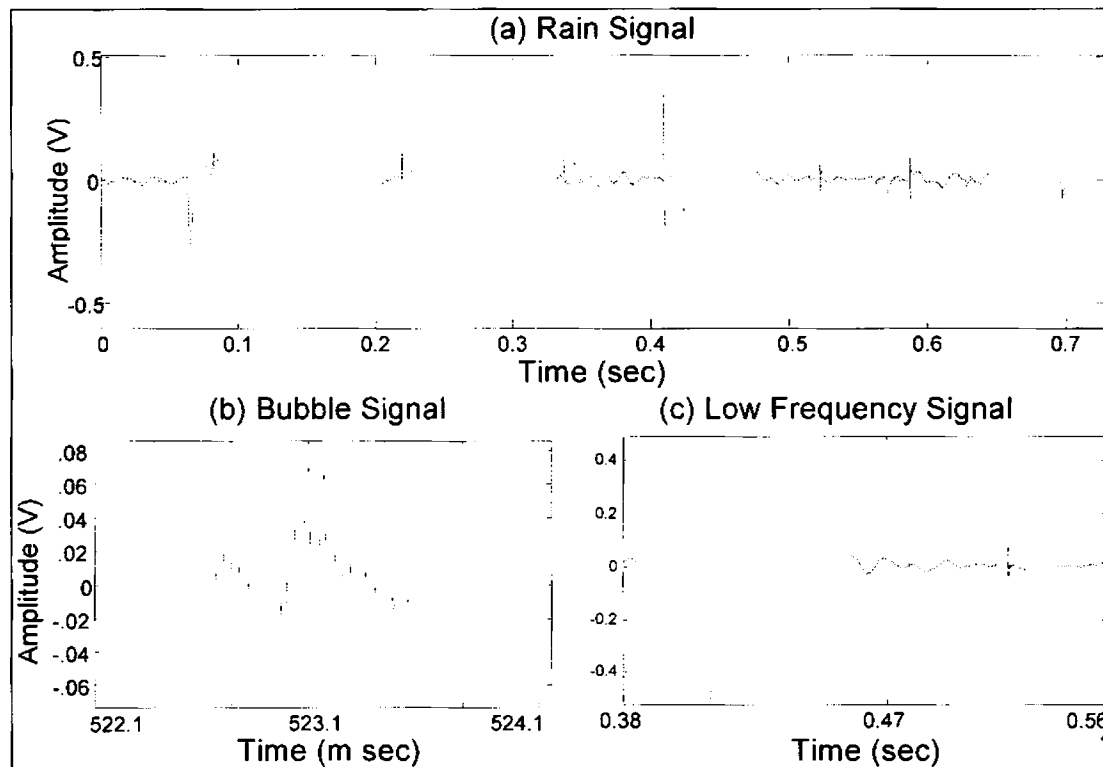 (a) Rain Signal
Amplitude (V)
0.5
0
-0.5
0 0.1 0.2 0.3 0.4 0.5 0.6 0.7
Time (sec)
(b) Bubble Signal
Amplitude (V)
.08
.06
.04
.02
0
-.02
-.04
-.06
522.1 523.1 524.1
Time (m sec)
(c) Low Frequency Signal
0.4
0.2
0
-0.2
-0.4
0.38 0.47 0.56
Time (sec)